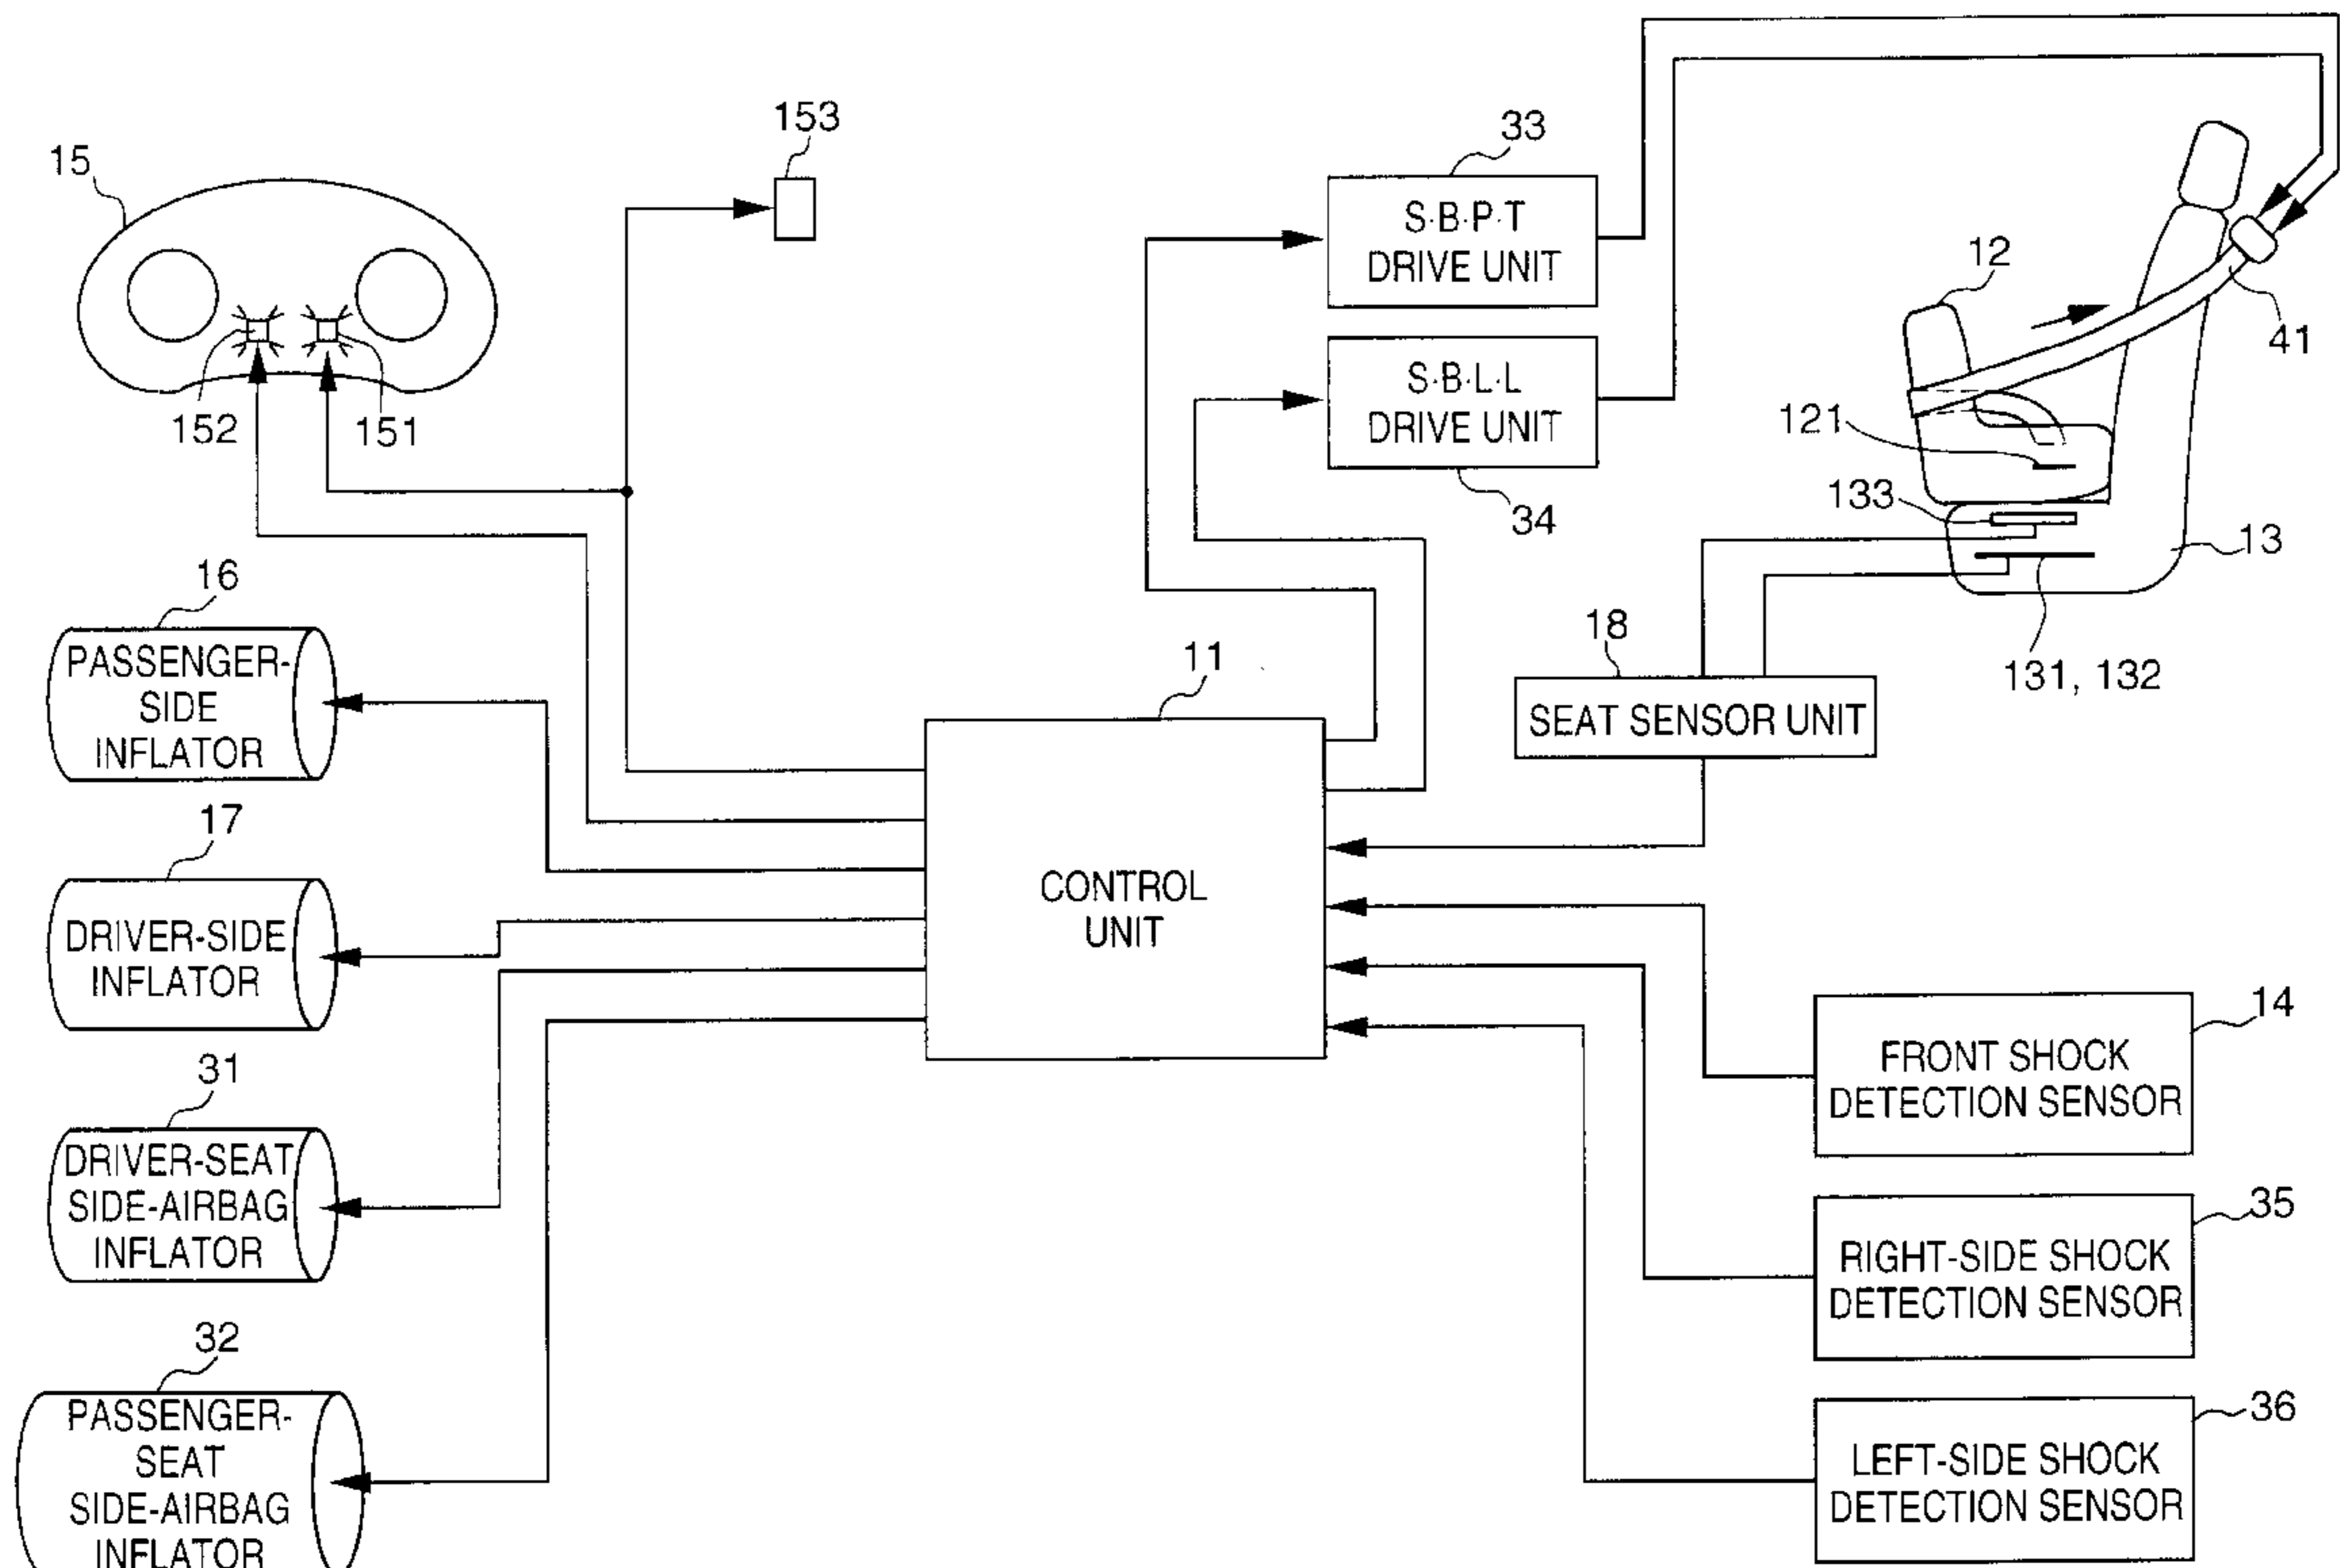 153
15
152
151
33
S·B·P·T
DRIVE UNIT
S·B·L·L
DRIVE UNIT
34
12
41
121
133
13
131, 132
18
SEAT SENSOR UNIT
11
CONTROL
UNIT
16
PASSENGER-
SIDE
INFLATOR
17
DRIVER-SIDE
INFLATOR
31
DRIVER-SEAT
SIDE-AIRBAG
INFLATOR
32
PASSENGER-
SEAT
SIDE-AIRBAG
INFLATOR
14
FRONT SHOCK
DETECTION SENSOR
35
RIGHT-SIDE SHOCK
DETECTION SENSOR
36
LEFT-SIDE SHOCK
DETECTION SENSOR